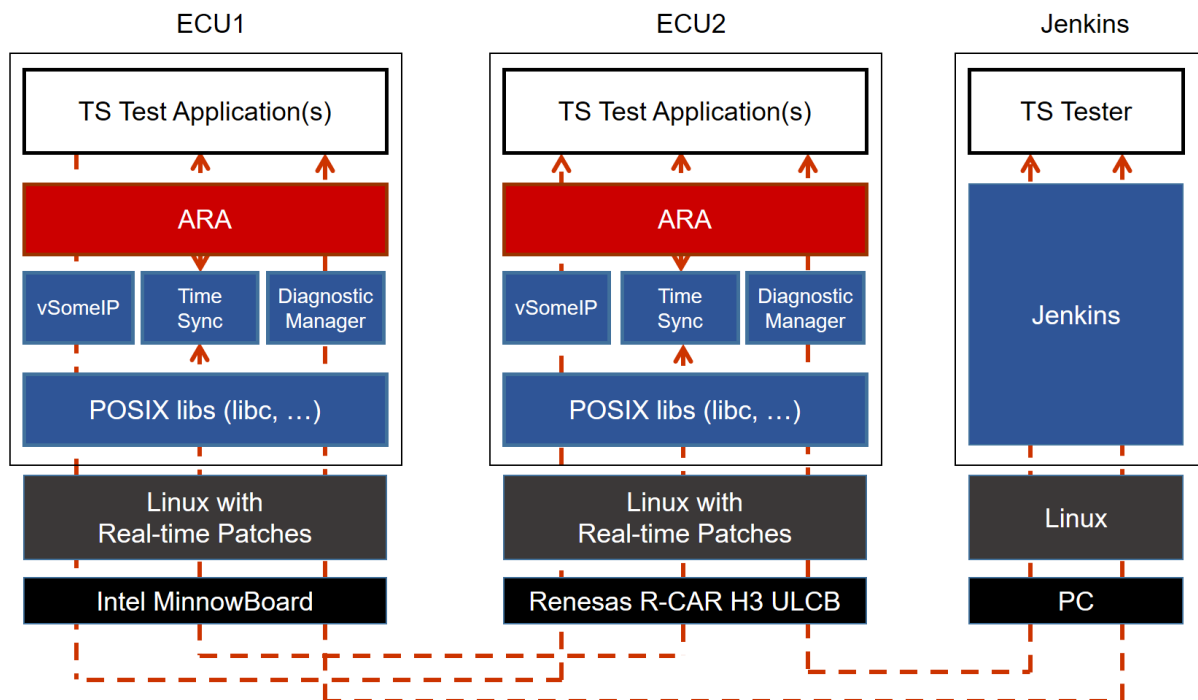 ECU1
TS Test Application(s)
ARA
vSomeIP
Time
Sync
Diagnostic
Manager
POSIX libs (libc, …)
Linux with
Real-time Patches
Intel MinnowBoard
ECU2
TS Test Application(s)
ARA
vSomeIP
Time
Sync
Diagnostic
Manager
POSIX libs (libc, …)
Linux with
Real-time Patches
Renesas R-CAR H3 ULCB
Jenkins
TS Tester
Jenkins
Linux
PC